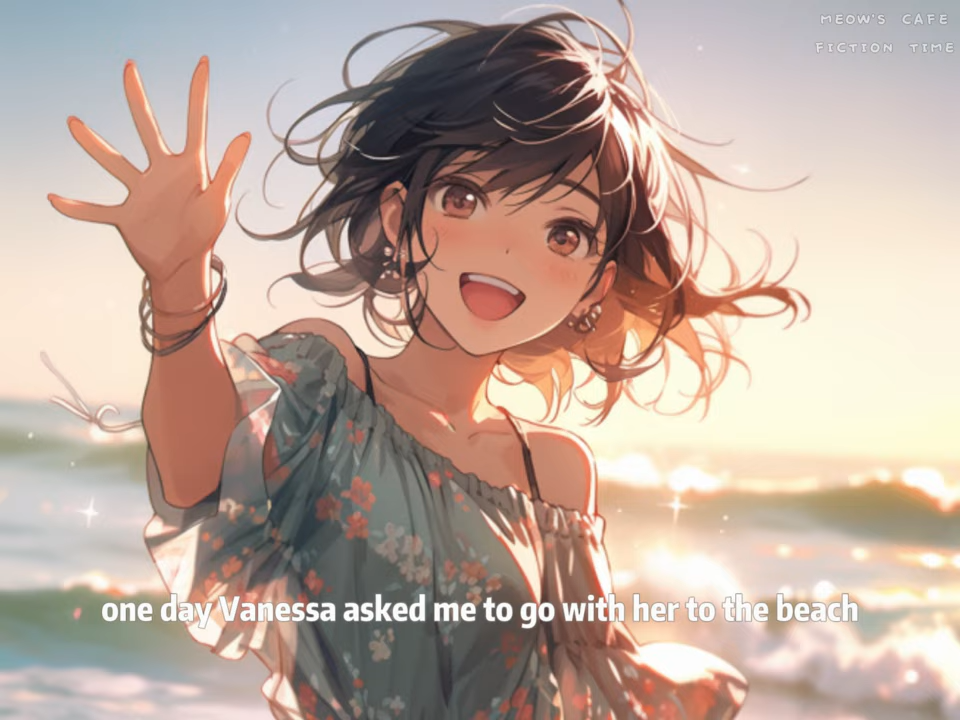 MEOW'S CAFE
FICTION TIME
one day Vanessa asked me to go with her to the beach